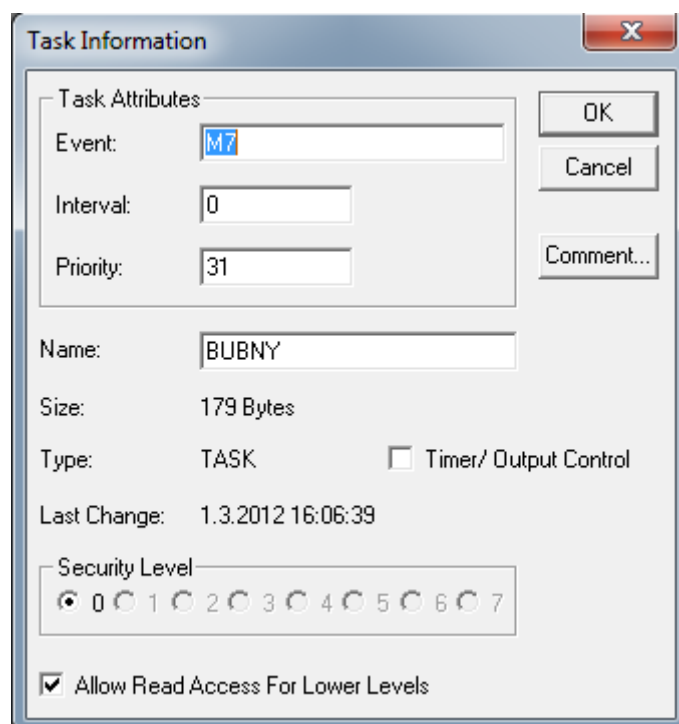 Task Information
Task Attributes
Event: M7
OK
Cancel
Interval: 0
Priority: 31
Comment...
Name: BUBNY
Size: 179 Bytes
Type: TASK Timer/ Output Control
Last Change: 1.3.2012 16:06:39
Security Level
0 1 2 3 4 5 6 7
Allow Read Access For Lower Levels